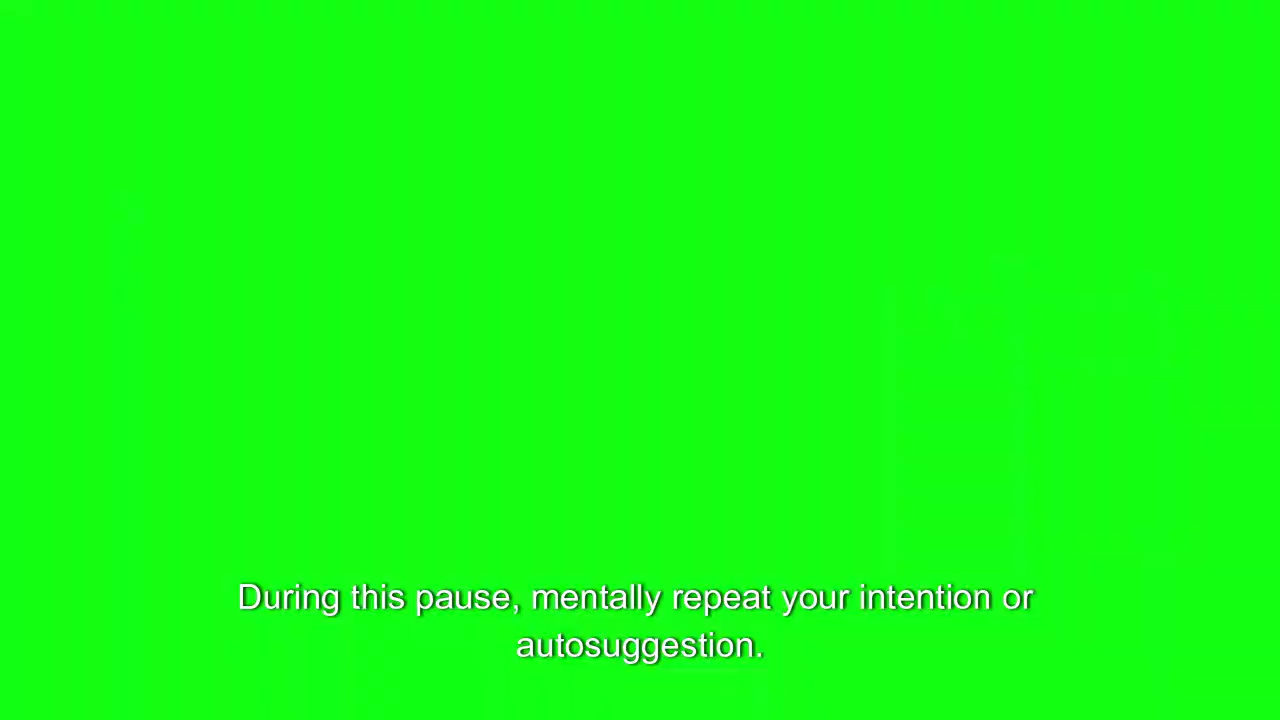 During this pause, mentally repeat your intention or
autosuggestion.